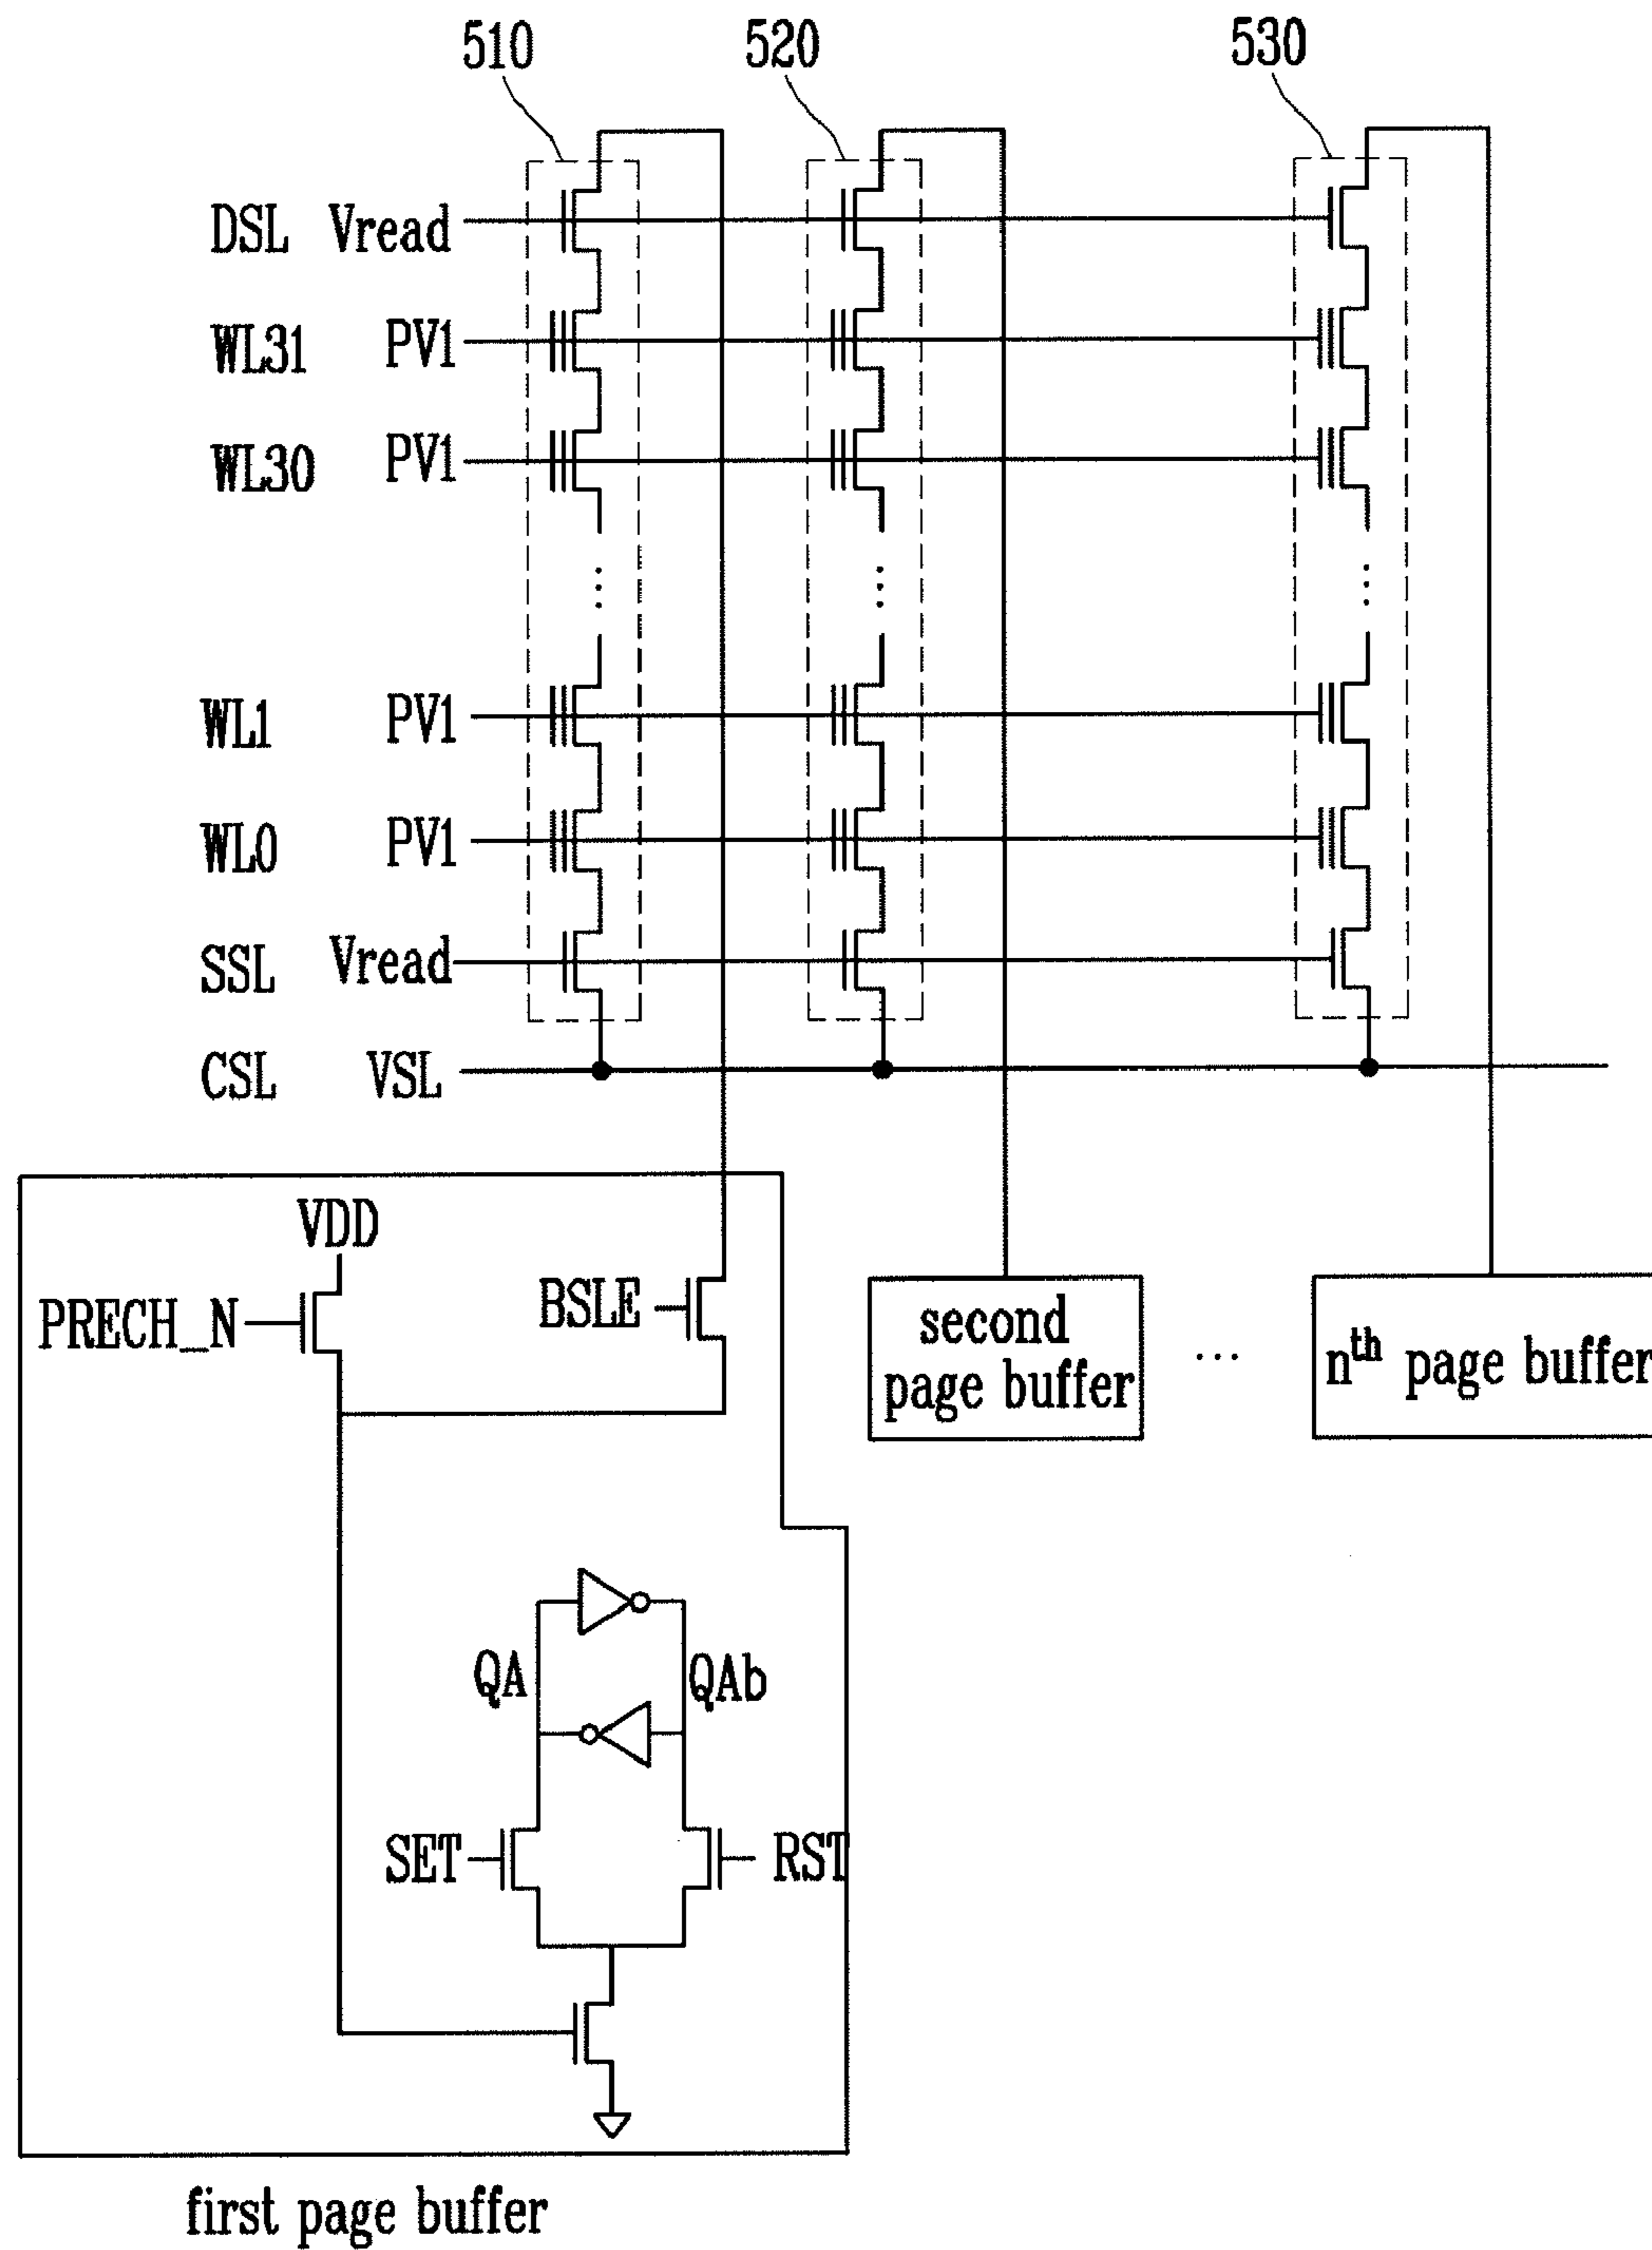 510 520 530
DSL Vread
WL31 PV1
WL30 PV1
⋮ ⋮ ⋮
WL1 PV1
WL0 PV1
SSL Vread
CSL VSL
VDD
PRECH_N
BSLE
second
page buffer
...
nth page buffer
QA QAb
SET RST
first page buffer